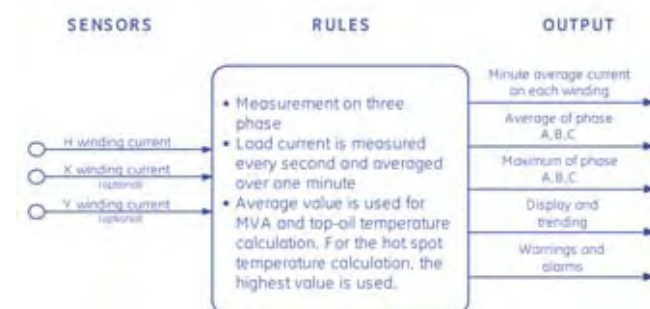 SENSORS
RULES
OUTPUT
H winding current
X winding current
(optional)
Y winding current
(optional)
• Measurement on three
phase
• Load current is measured
every second and averaged
over one minute
• Average value is used for
MVA and top-oil temperature
calculation. For the hot spot
temperature calculation, the
highest value is used.
Minute average current
on each winding
Average of phase
A,B,C
Maximum of phase
A,B,C
Display and
trending
Warnings and
alarms